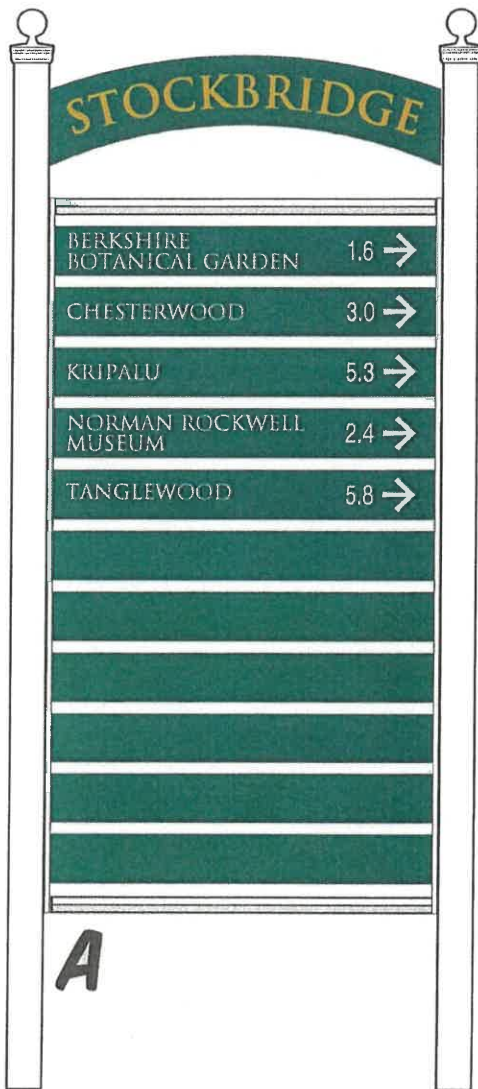 STOCKBRIDGE
BERKSHIRE
BOTANICAL GARDEN 1.6 →
CHESTERWOOD 3.0 →
KRIPALU 5.3 →
NORMAN ROCKWELL
MUSEUM 2.4 →
TANGLEWOOD 5.8 →
A